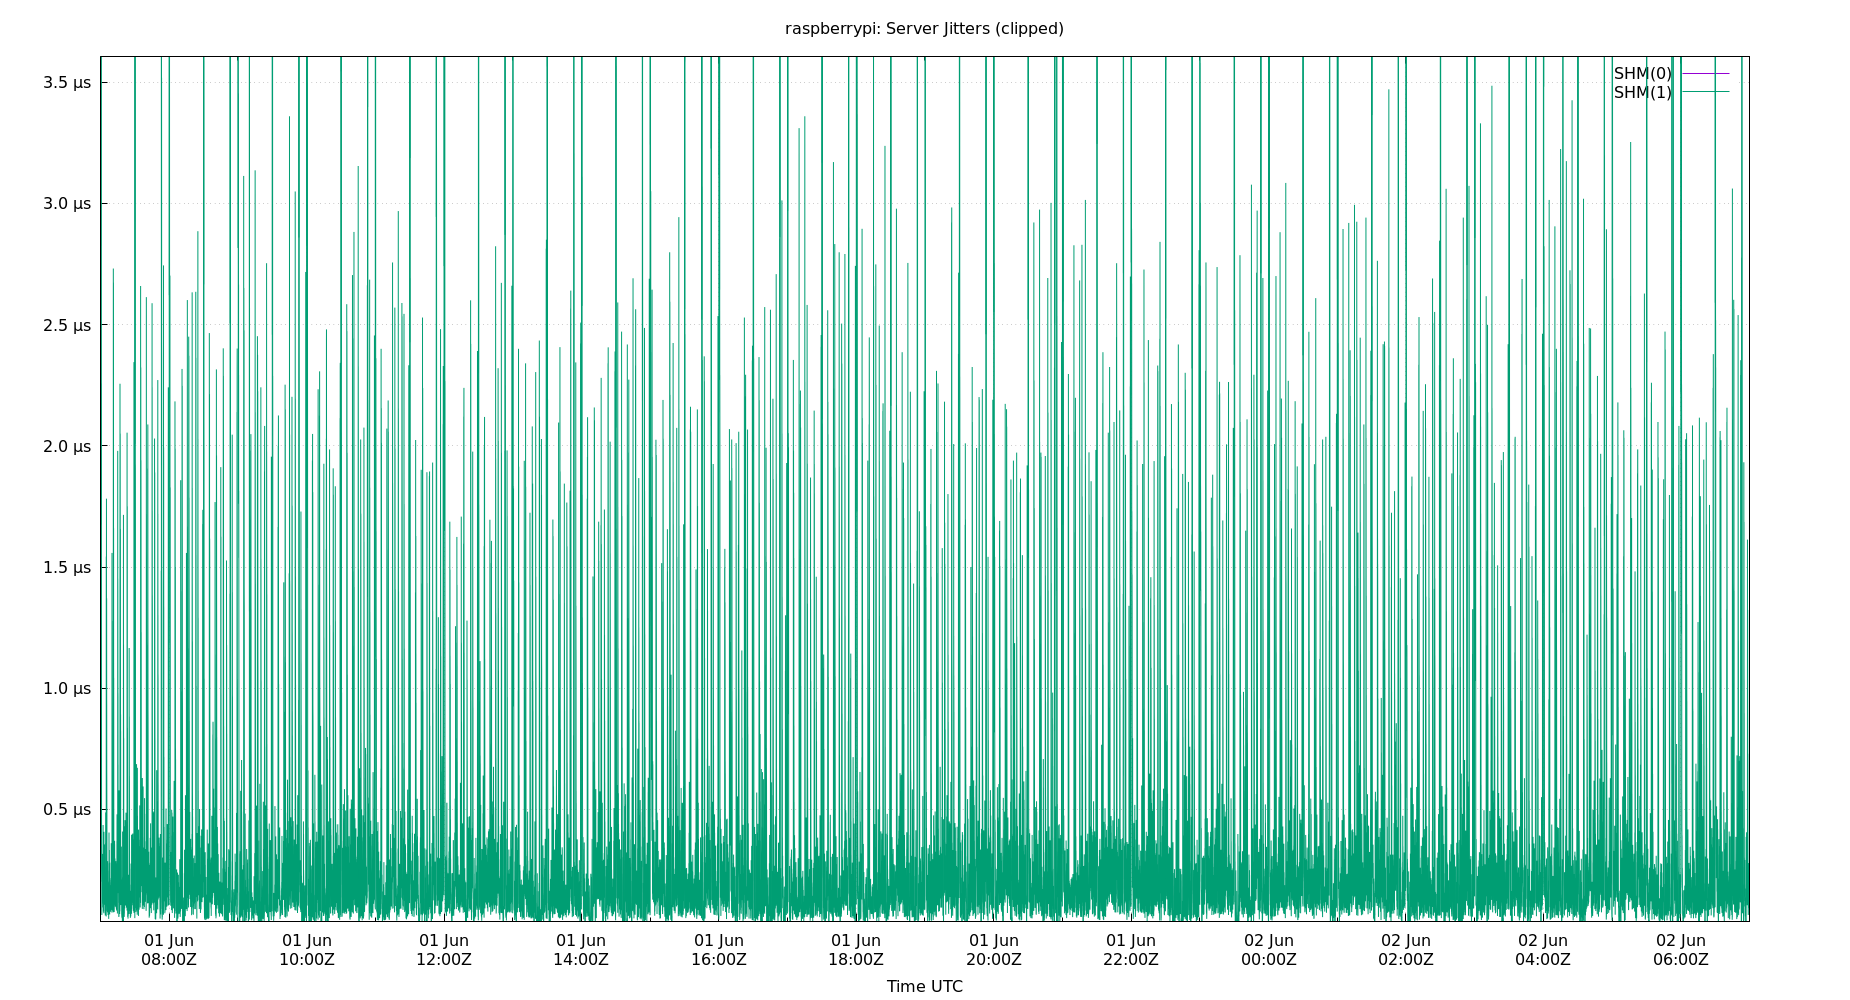 raspberrypi: Server Jitters (clipped)
SHM(0)
SHM(1)
3.5 µs
3.0 µs
2.5 µs
2.0 µs
1.5 µs
1.0 µs
0.5 µs
01 Jun 01 Jun 01 Jun 01 Jun 01 Jun 01 Jun 01 Jun 01 Jun 02 Jun 02 Jun 02 Jun 02 Jun
08:00Z 10:00Z 12:00Z 14:00Z 16:00Z 18:00Z 20:00Z 22:00Z 00:00Z 02:00Z 04:00Z 06:00Z
Time UTC